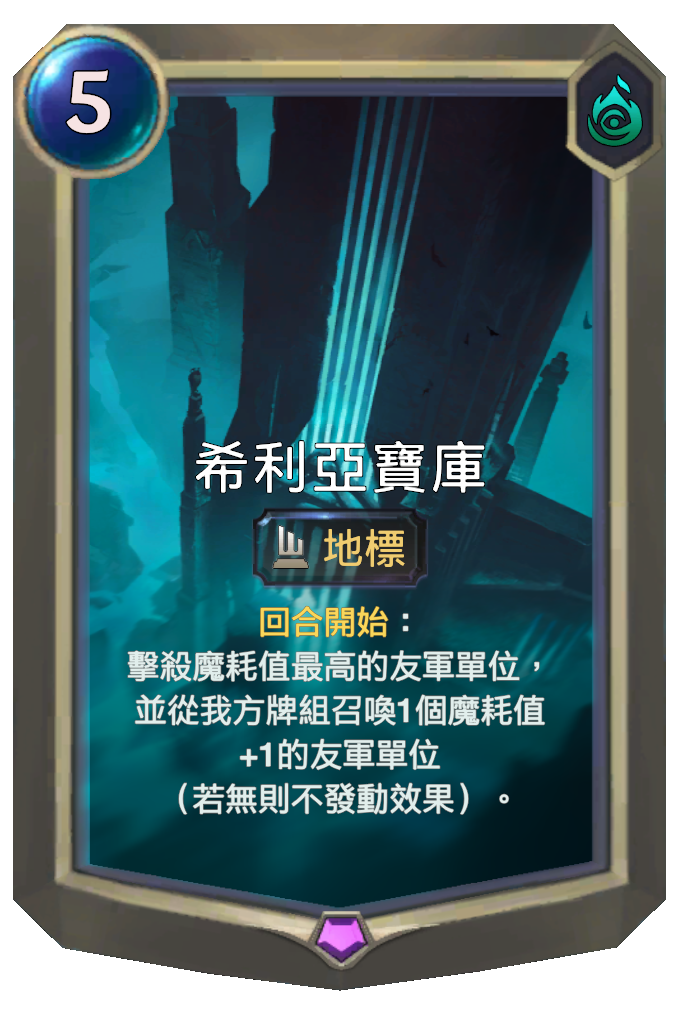 5
希利亞寶庫
地標
回合開始：
擊殺魔耗值最高的友軍單位，
並從我方牌組召喚1個魔耗值
+1的友軍單位
（若無則不發動效果）。